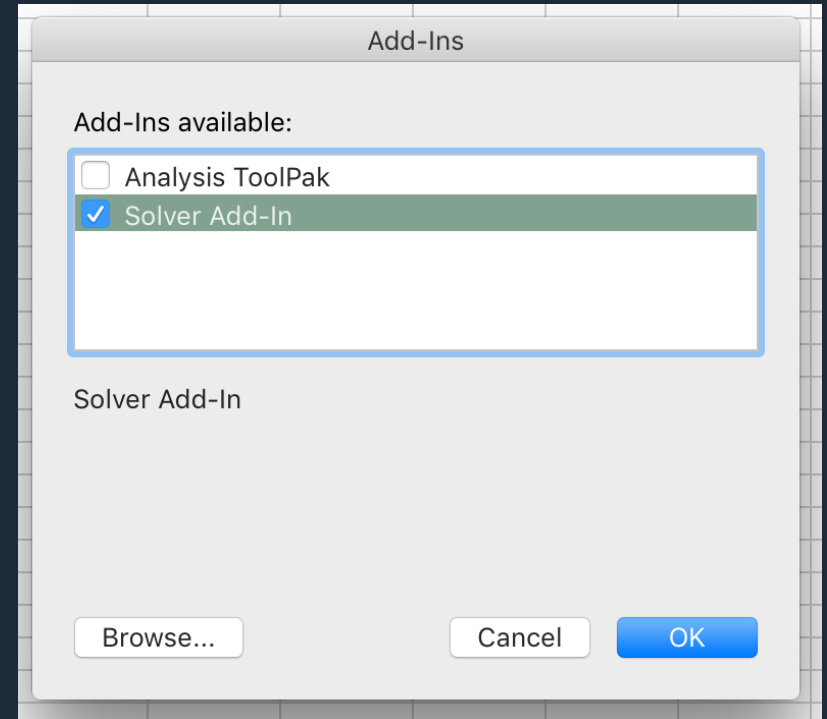 Add-Ins
Add-Ins available:
Analysis ToolPak
Solver Add-In
Solver Add-In
Browse...
Cancel
OK